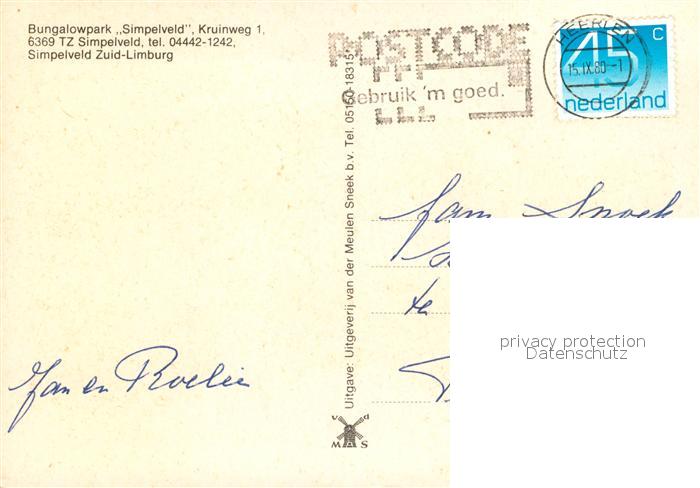 Bungalowpark „Simpelveld", Kruinweg 1,
6369 TZ Simpelveld, tel. 04442-1242,
Simpelveld Zuid-Limburg
POSTCODE
gebruik 'm goed.
HEERLEN
15.IX.80.-1
45 c
nederland
Uitgave: Uitgeverij van der Meulen Sneek b.v. Tel. 05150-18315
fam Snoek
te
Jan en Roelie
v d
M S
privacy protection
Datenschutz